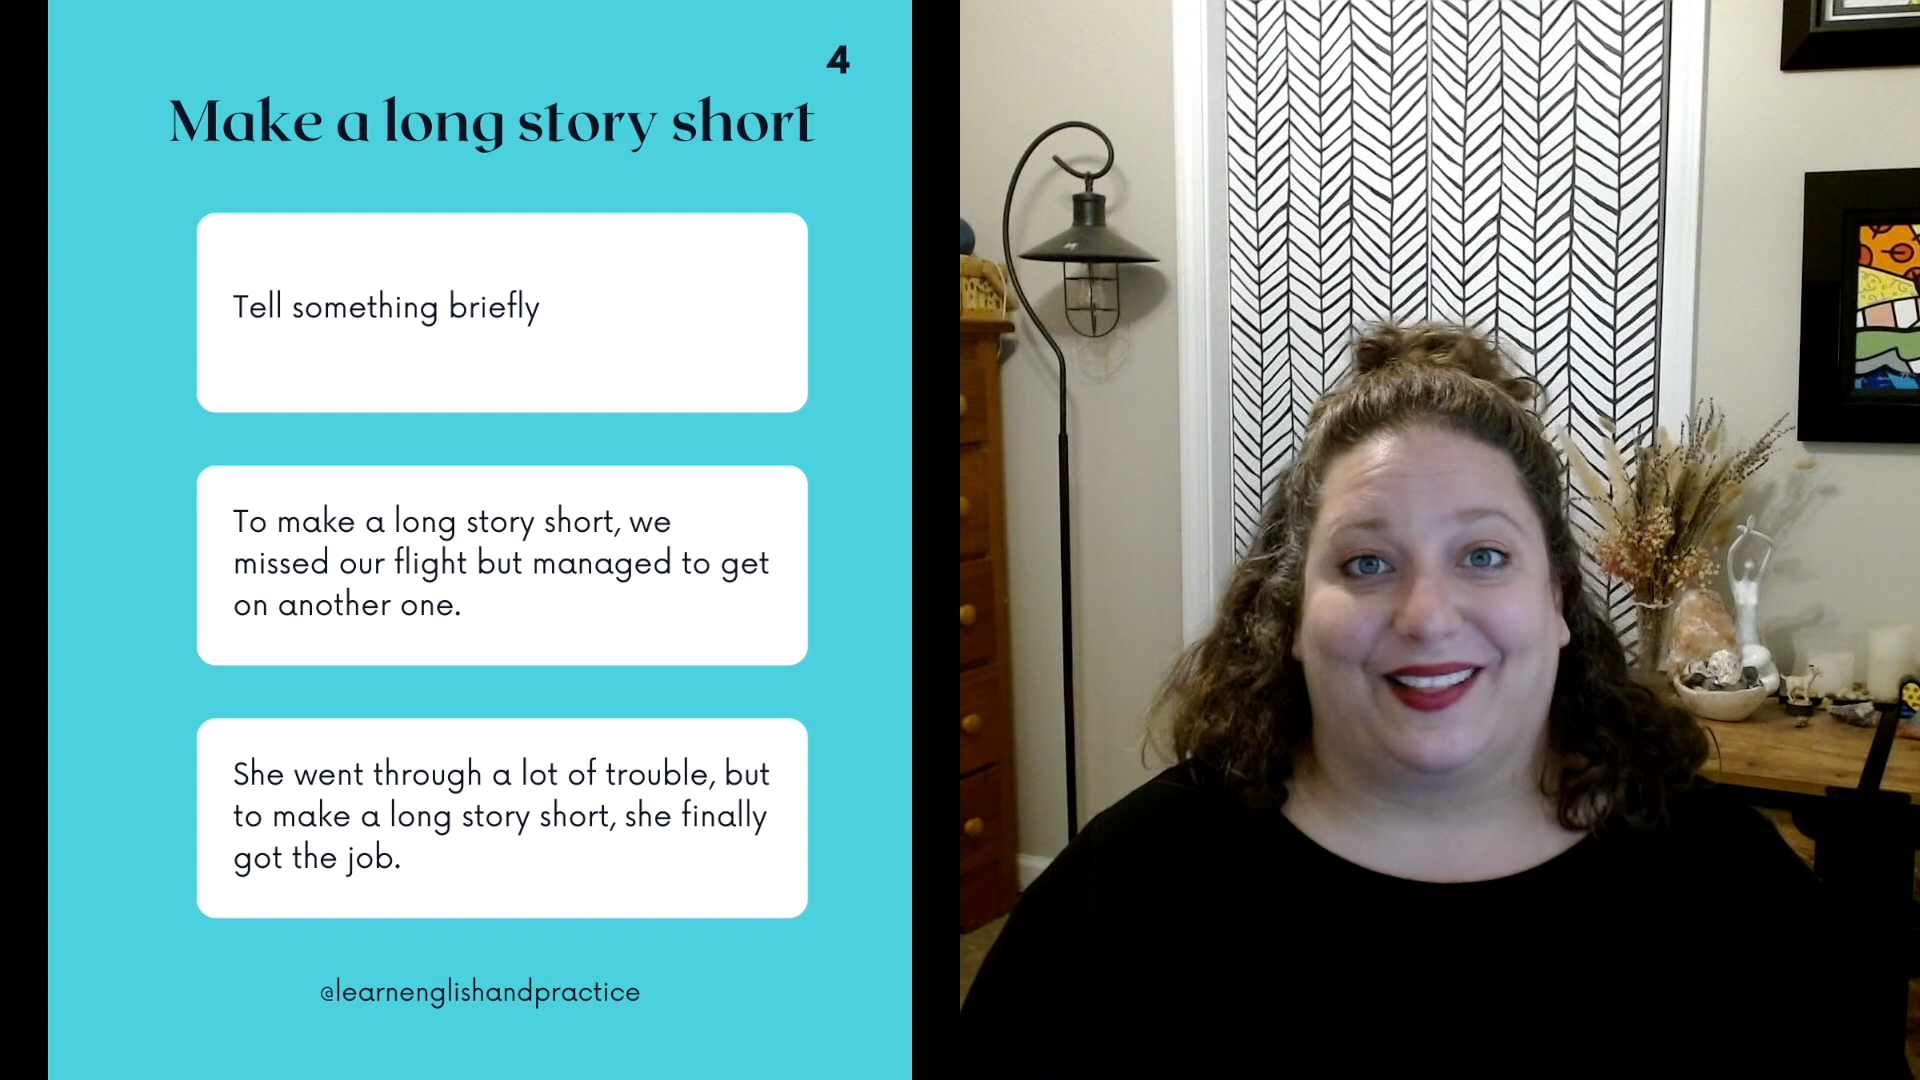 4
Make a long story short
Tell something briefly
To make a long story short, we
missed our flight but managed to get
on another one.
She went through a lot of trouble, but
to make a long story short, she finally
got the job.
@learnenglishandpractice